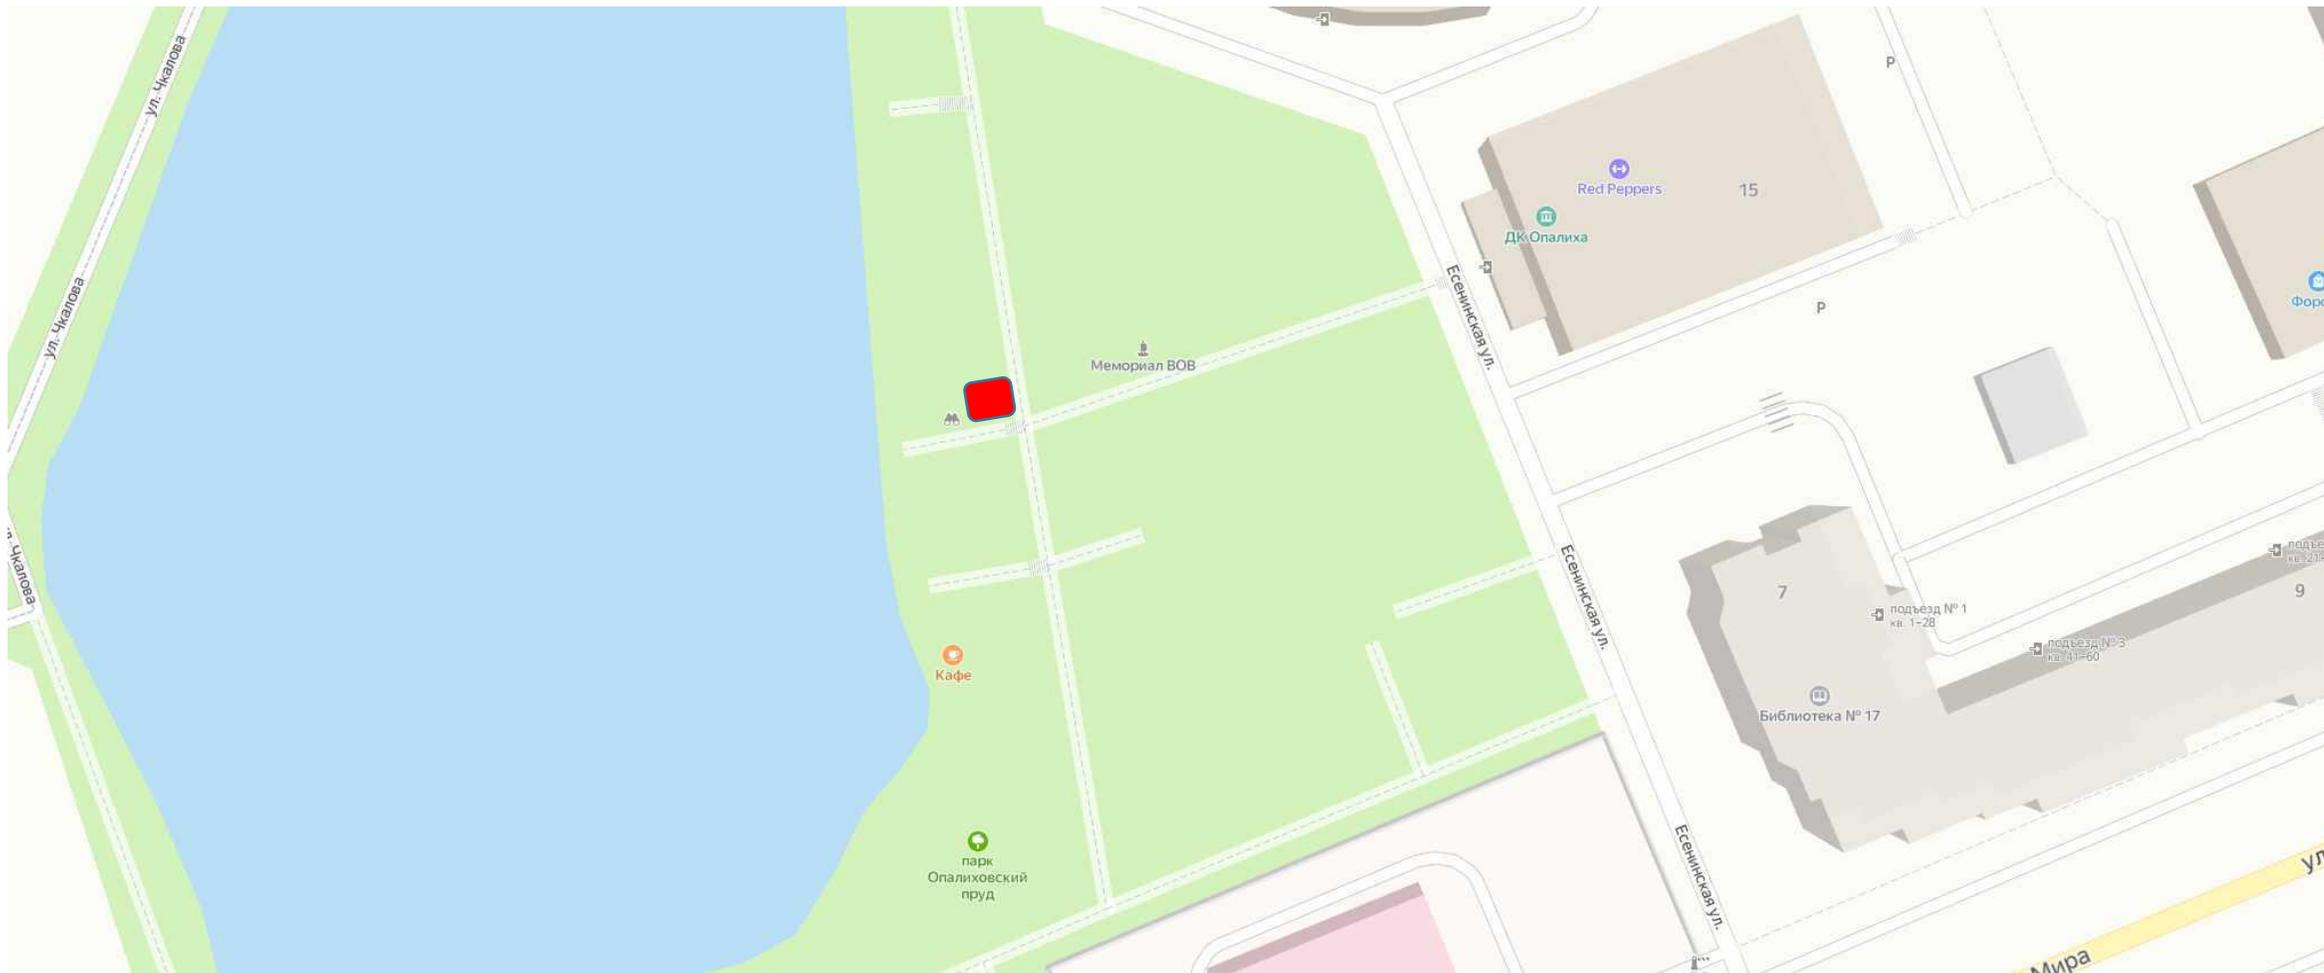 ул. Чкалова
P
Red Peppers
15
ДК Опалиха
ул. Чкалова
Есенинская ул.
P
Мемориал ВОВ
ул. Чкалова
Есенинская ул.
7
9
подъезд № 1
кв. 1–28
подъезд № 3
кв. 41–60
Кафе
Библиотека № 17
парк
Опалиховский
пруд
Есенинская ул.
Мира
ул